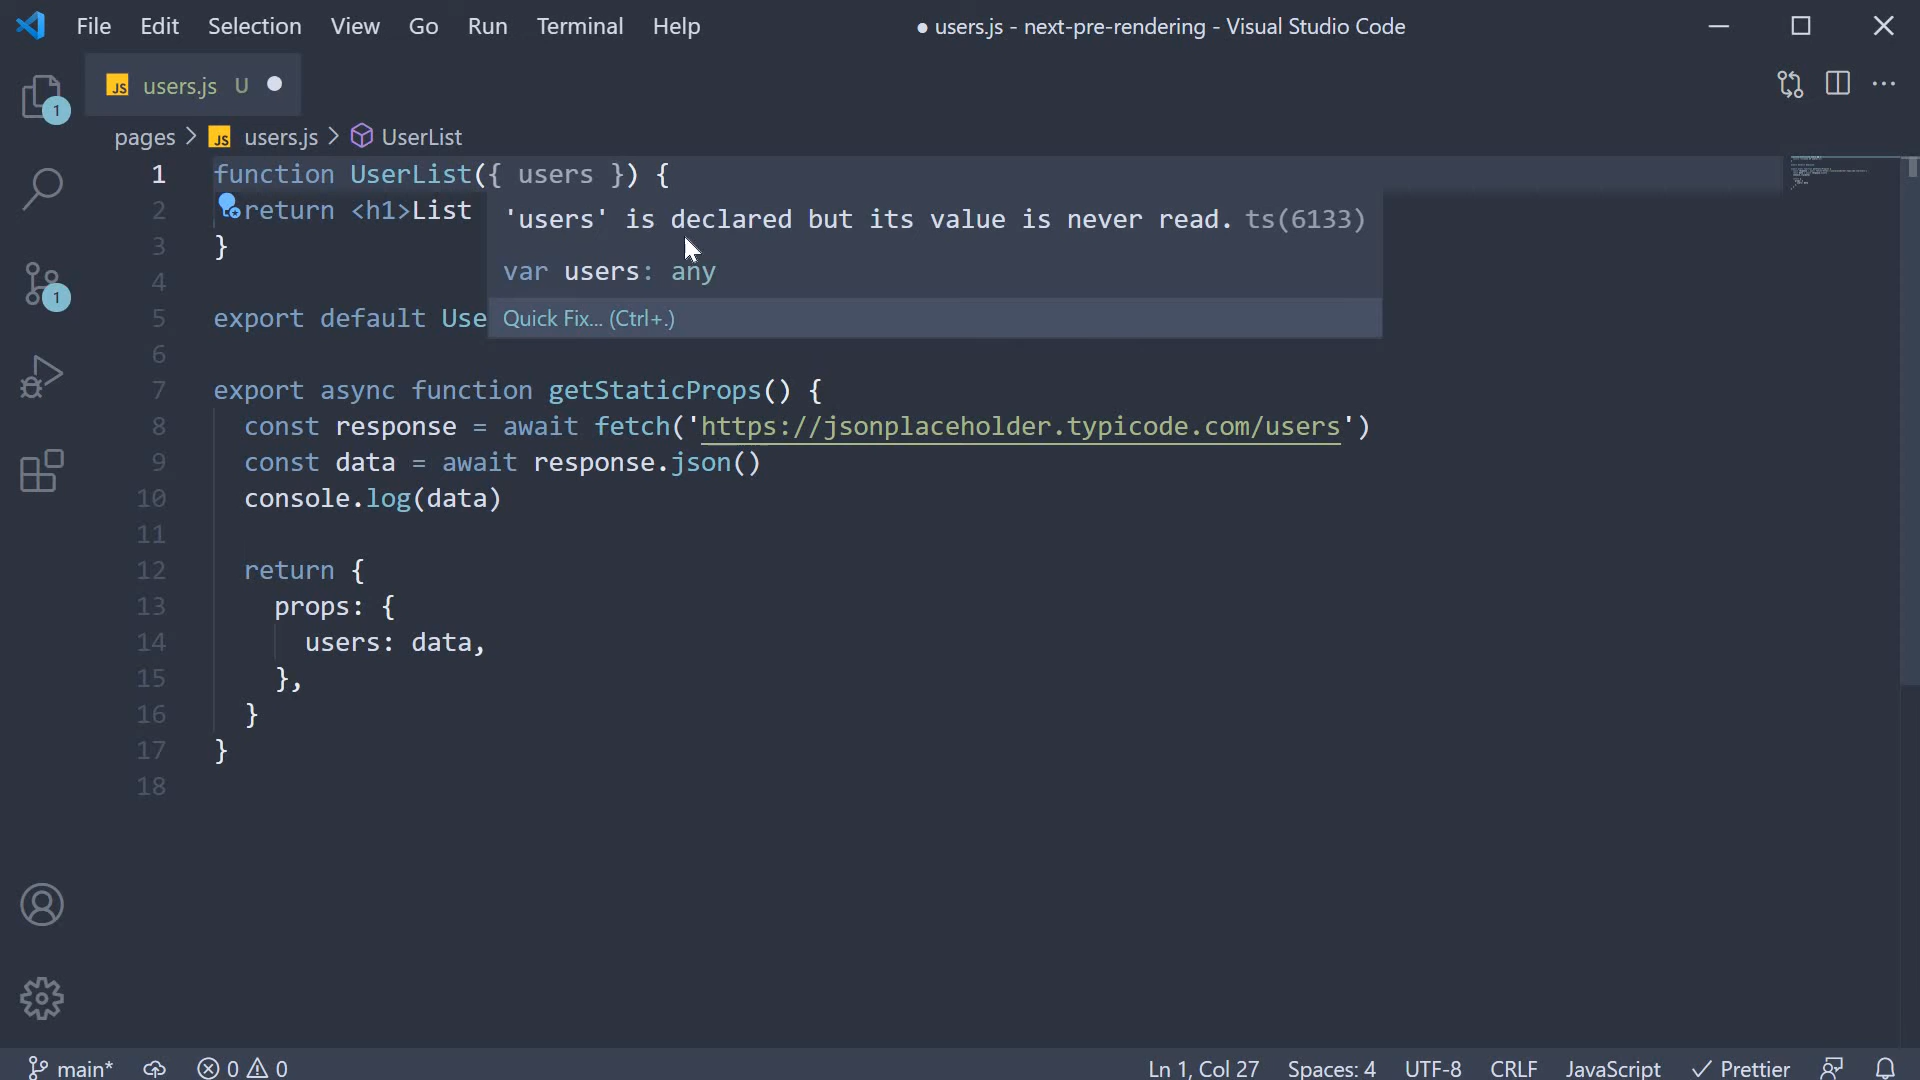 File Edit Selection View Go Run Terminal Help
● users.js - next-pre-rendering - Visual Studio Code
JS users.js U
1
pages > JS users.js > UserList
1 function UserList({ users }) {
2 return <h1>List
'users' is declared but its value is never read. ts(6133)
3 }
var users: any
4
5 export default Use
Quick Fix... (Ctrl+.)
1
6
7 export async function getStaticProps() {
8 const response = await fetch('https://jsonplaceholder.typicode.com/users')
9 const data = await response.json()
10 console.log(data)
11
12 return {
13 props: {
14 users: data,
15 },
16 }
17 }
18
main* 0 0 Ln 1, Col 27 Spaces: 4 UTF-8 CRLF JavaScript Prettier